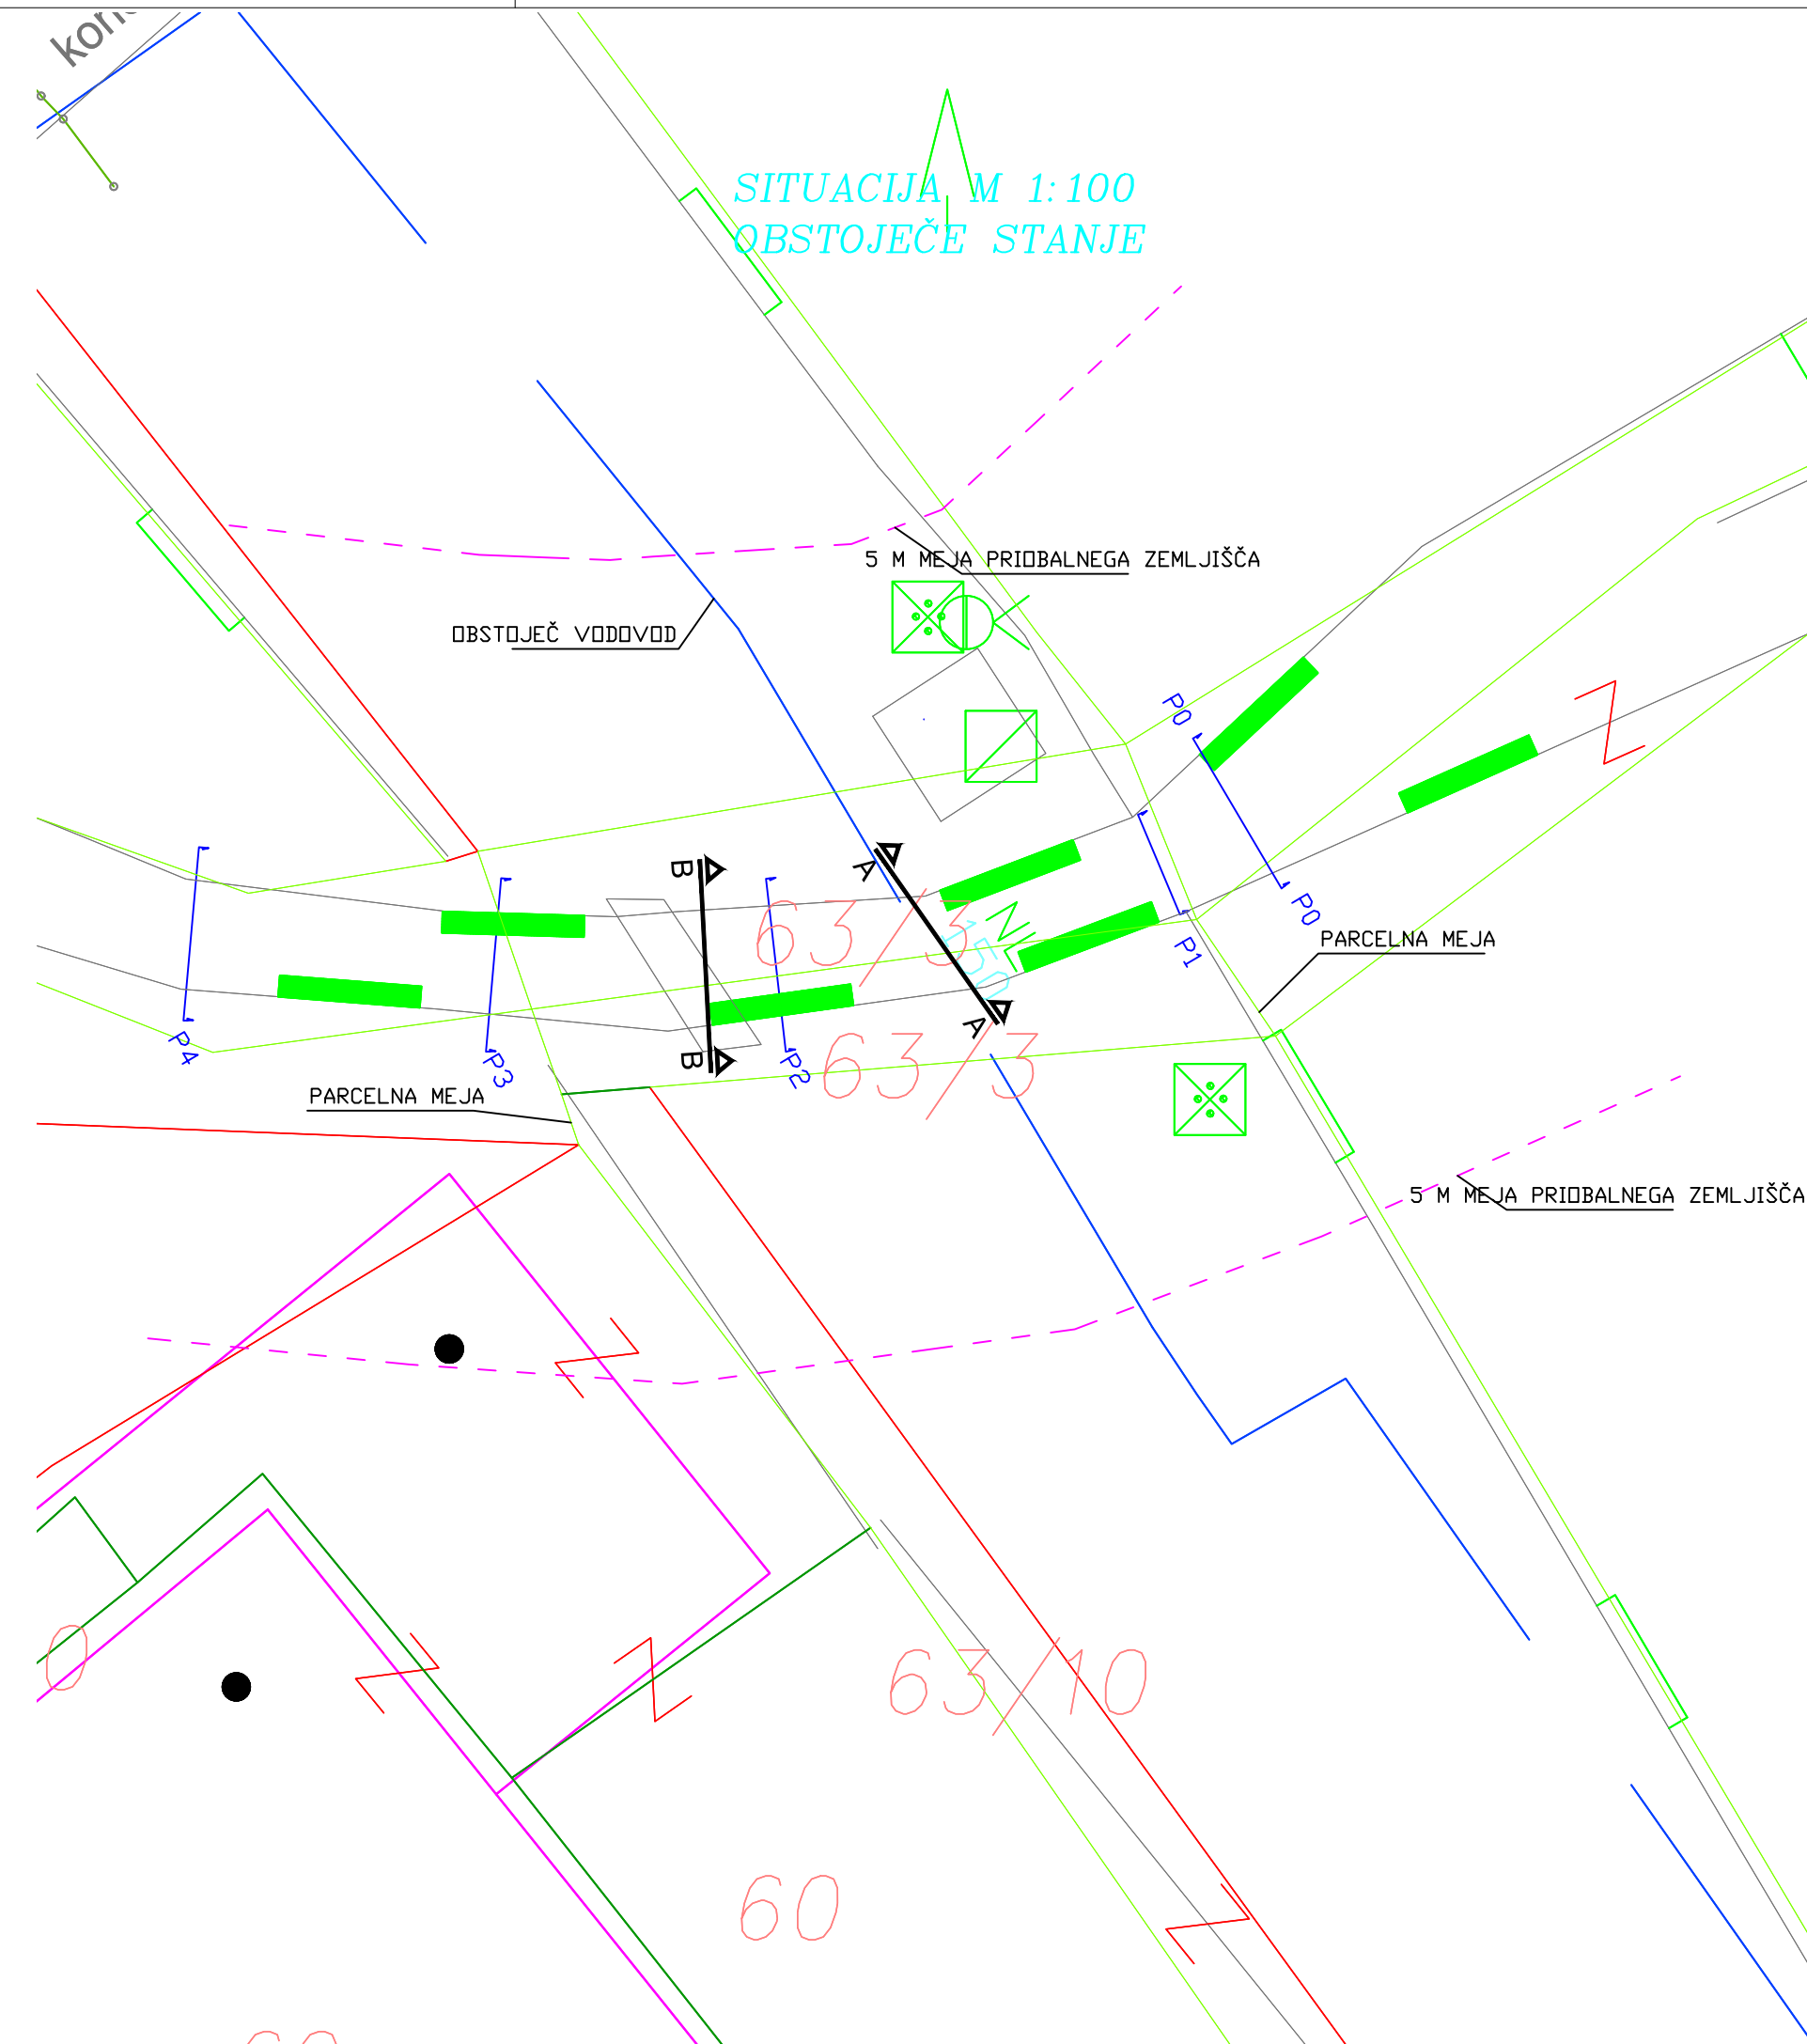 SITUACIJA M 1:100
OBSTOJEČE STANJE
5 M MEJA PRIOBALNEGA ZEMLJIŠČA
OBSTOJEČ VODOVOD
P0
A
B
63/3
P0
PARCELNA MEJA
P1
A
P4
B
P3
P2
63/3
PARCELNA MEJA
5 M MEJA PRIOBALNEGA ZEMLJIŠČA
0
63/10
60